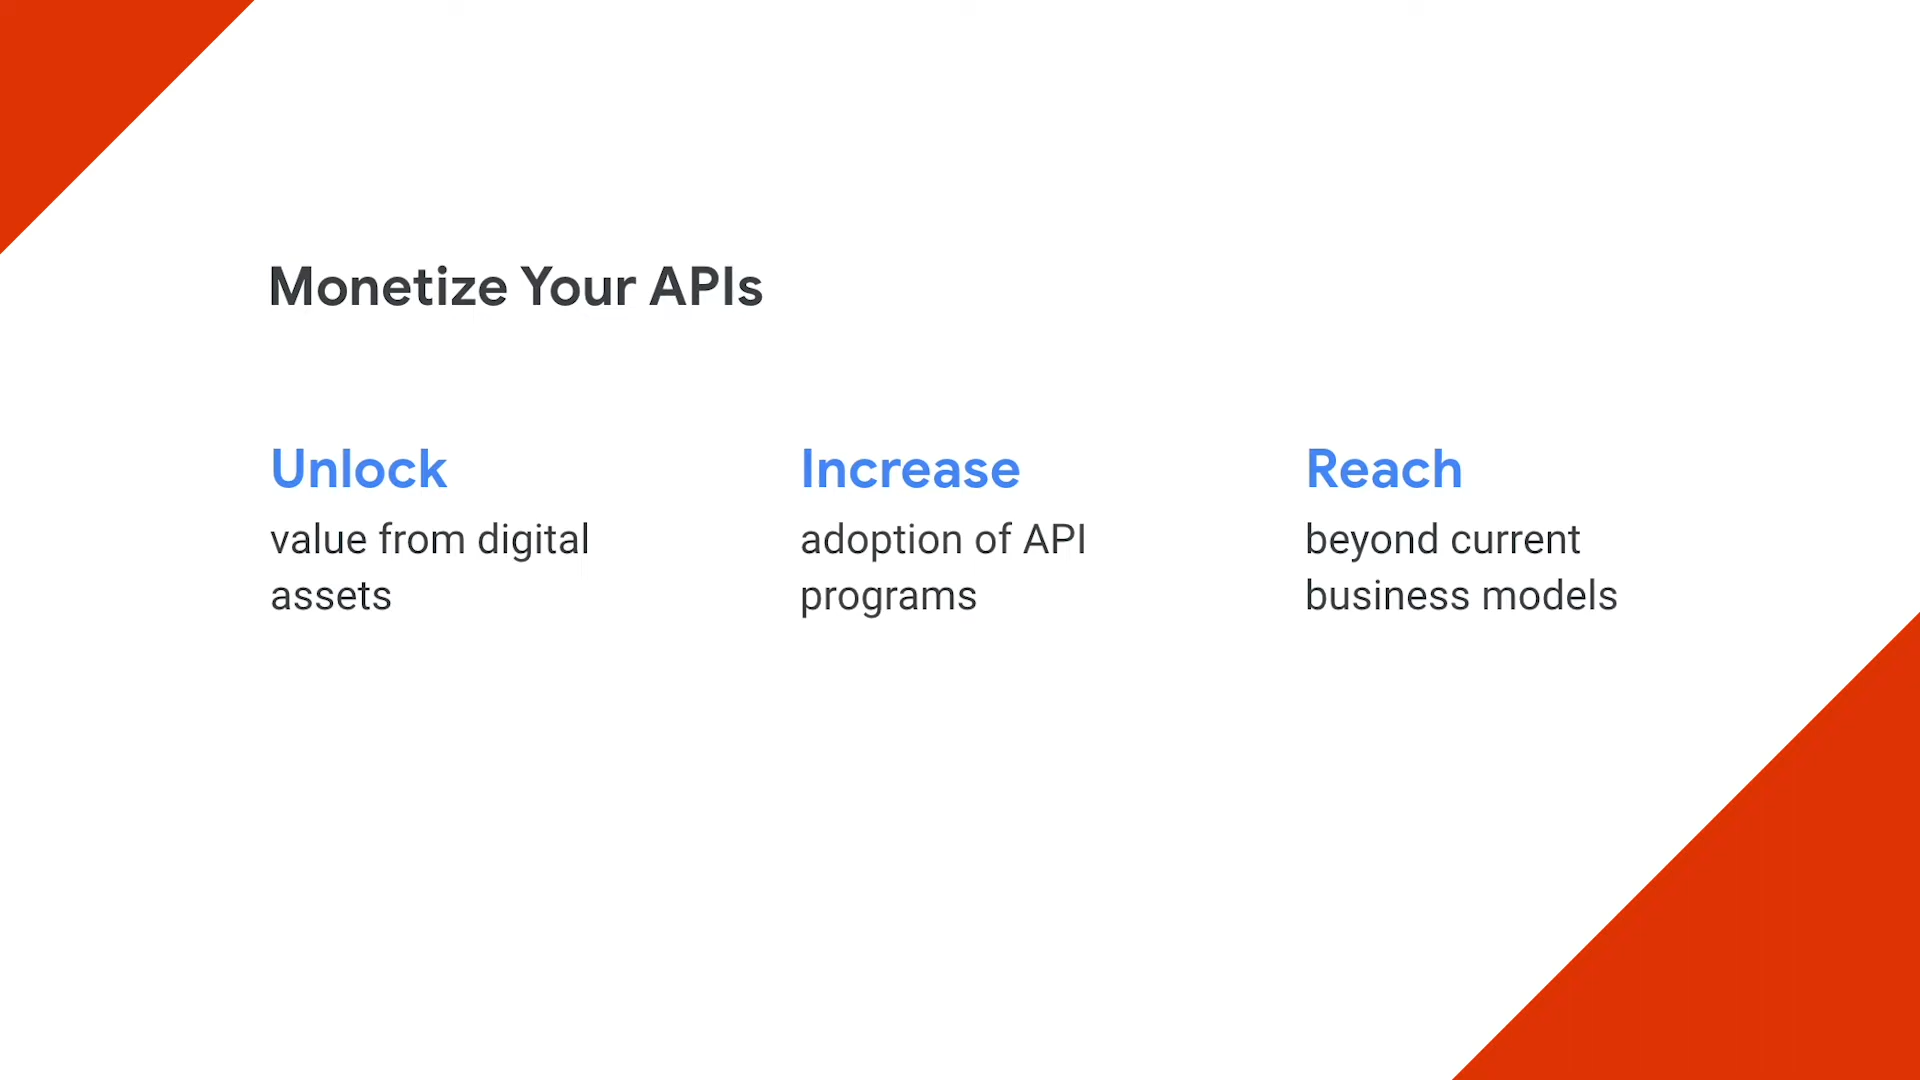 Monetize Your APIs
Unlock
value from digital
assets
Increase
adoption of API
programs
Reach
beyond current
business models